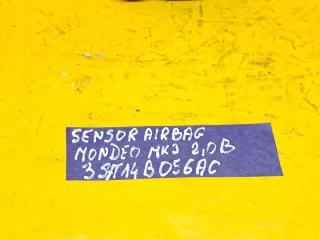 SENSOR AIRBAG
MONDEO MK3 2,0B
3S7T14B056AC